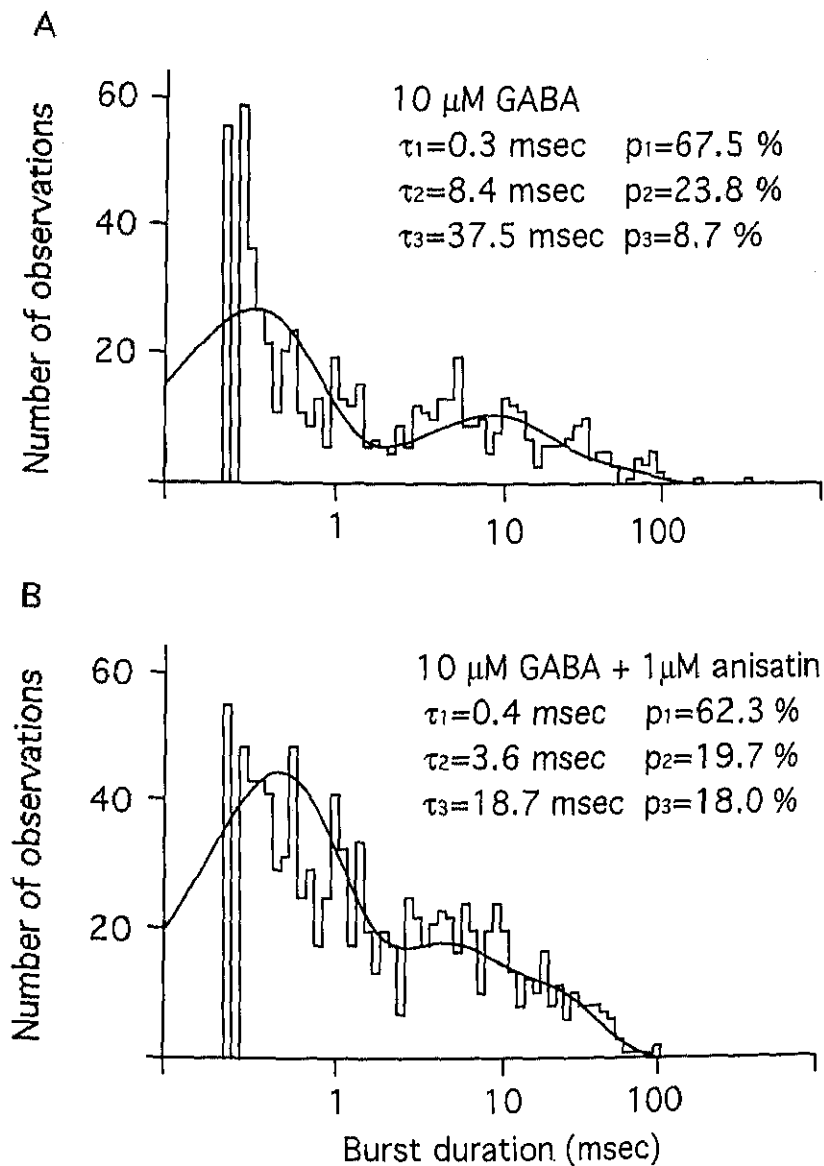 A
Number of observations
60
40
20
10 μM GABA
τ1=0.3 msec p1=67.5 %
τ2=8.4 msec p2=23.8 %
τ3=37.5 msec p3=8.7 %
1 10 100
B
Number of observations
60
40
20
10 μM GABA + 1μM anisatin
τ1=0.4 msec p1=62.3 %
τ2=3.6 msec p2=19.7 %
τ3=18.7 msec p3=18.0 %
1 10 100
Burst duration (msec)